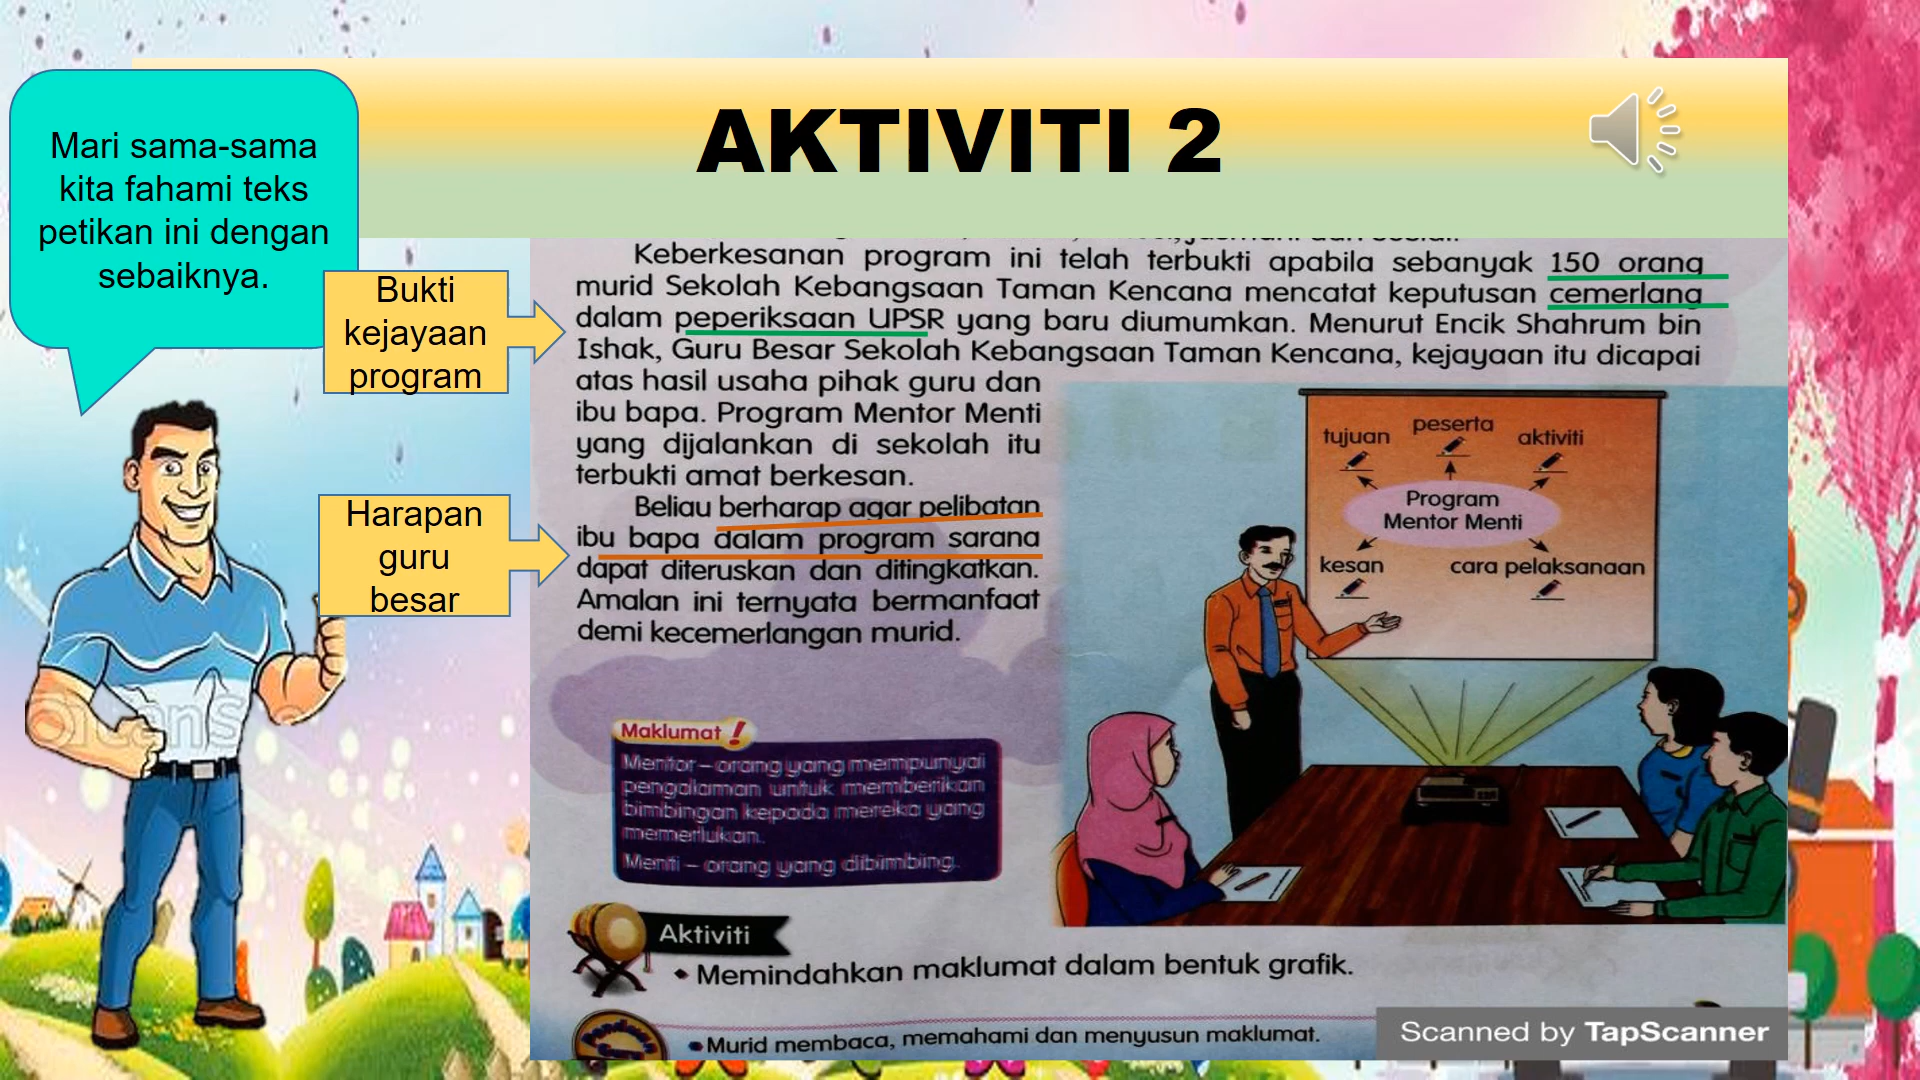 AKTIVITI 2
Mari sama-sama
kita fahami teks
petikan ini dengan
sebaiknya.
Bukti
kejayaan
program
Harapan
guru
besar
Keberkesanan program ini telah terbukti apabila sebanyak 150 orang
murid Sekolah Kebangsaan Taman Kencana mencatat keputusan cemerlang
dalam peperiksaan UPSR yang baru diumumkan. Menurut Encik Shahrum bin
Ishak, Guru Besar Sekolah Kebangsaan Taman Kencana, kejayaan itu dicapai
atas hasil usaha pihak guru dan
ibu bapa. Program Mentor Menti
yang dijalankan di sekolah itu
terbukti amat berkesan.
Beliau berharap agar pelibatan
ibu bapa dalam program sarana
dapat diteruskan dan ditingkatkan.
Amalan ini ternyata bermanfaat
demi kecemerlangan murid.
tujuan
peserta
aktiviti
Program
Mentor Menti
kesan
cara pelaksanaan
Maklumat !
Mentor – orang yang mempunyai
pengalaman untuk memberikan
bimbingan kepada mereka yang
memerlukan.
Menti – orang yang dibimbing.
Aktiviti
• Memindahkan maklumat dalam bentuk grafik.
• Murid membaca, memahami dan menyusun maklumat.
Scanned by TapScanner